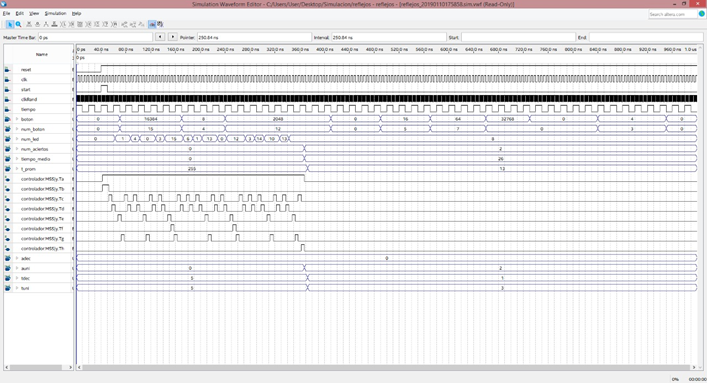 Simulation Waveform Editor - C:/Users/User/Desktop/Simulacion/reflejos - reflejos - [reflejos_20190110175858.sim.vwf (Read-Only)]
File Edit View Simulation Help
Search altera.com
Master Time Bar: 0 ps Pointer: 250.84 ns Interval: 250.84 ns Start: End:
Name 0 ps 40.0 ns 80.0 ns 120.0 ns 160.0 ns 200.0 ns 240.0 ns 280.0 ns 320.0 ns 360.0 ns 400.0 ns 440.0 ns 480.0 ns 520.0 ns 560.0 ns 600.0 ns 640.0 ns 680.0 ns 720.0 ns 760.0 ns 800.0 ns 840.0 ns 880.0 ns 920.0 ns 960.0 ns 1.0 us
0 ps
reset
clk
start
clkRand
tiempo
boton 0 16384 8 2048 0 16 64 32768 0 4 0
num_boton 0 15 4 12 0 5 7 0 3 0
num_led 0 1 4 0 3 15 6 1 13 0 12 3 14 10 13 8
num_aciertos 0 2
tiempo_medio 0 26
t_prom 255 13
controlador:MSS|y.Ta
controlador:MSS|y.Tb
controlador:MSS|y.Tc
controlador:MSS|y.Td
controlador:MSS|y.Te
controlador:MSS|y.Tf
controlador:MSS|y.Tg
controlador:MSS|y.Th
adec 0
auni 0 2
tdec 5 1
tuni 5 3
0% 00:00:00